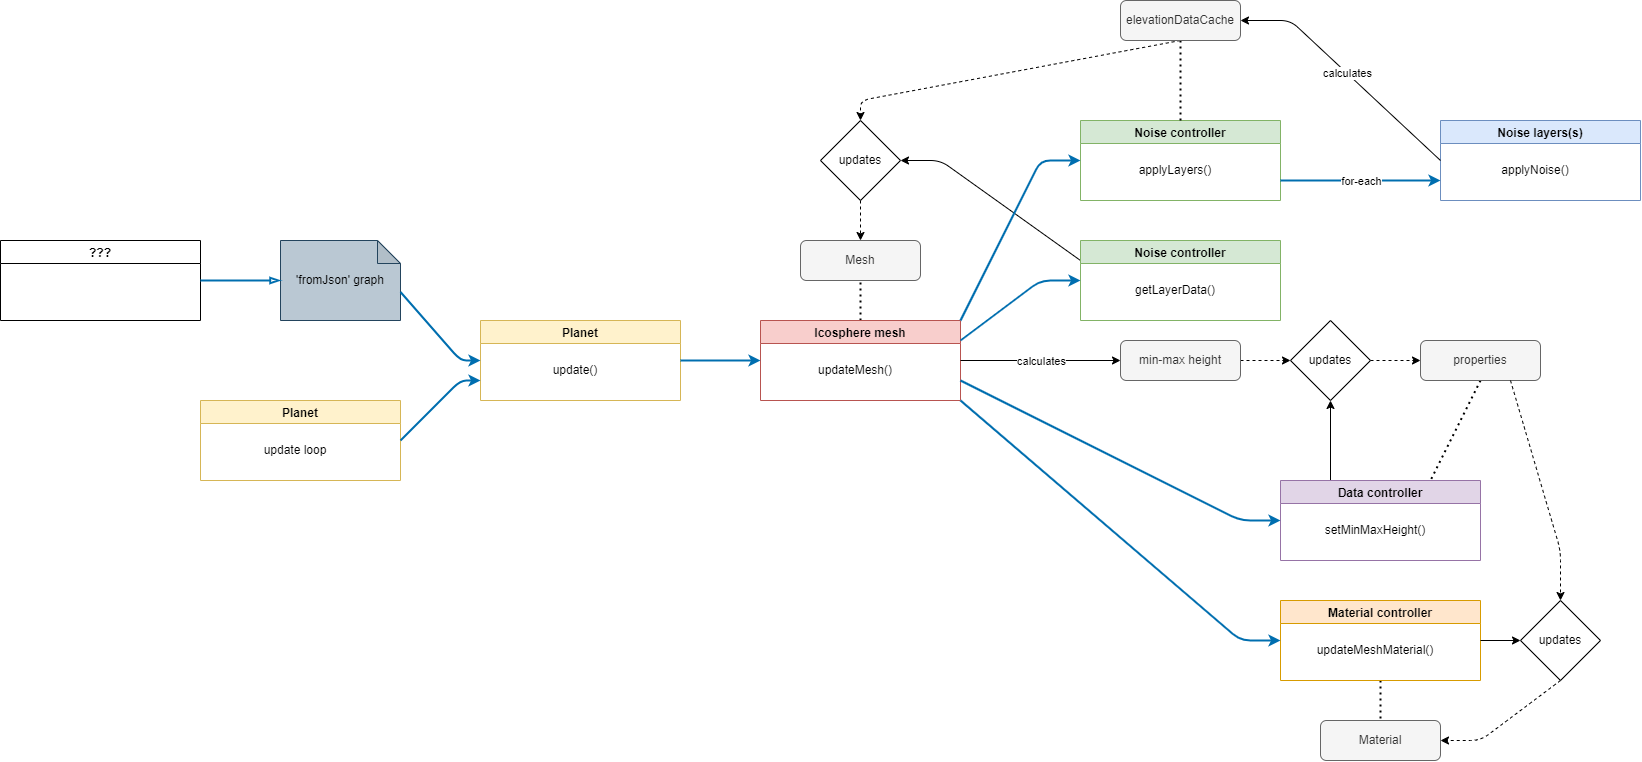 elevationDataCache
calculates
Noise controller
applyLayers()
for-each
Noise layers(s)
applyNoise()
updates
Mesh
Noise controller
getLayerData()
???
'fromJson' graph
Planet
update()
Planet
update loop
Icosphere mesh
updateMesh()
calculates
min-max height
updates
properties
Data controller
setMinMaxHeight()
Material controller
updateMeshMaterial()
updates
Material